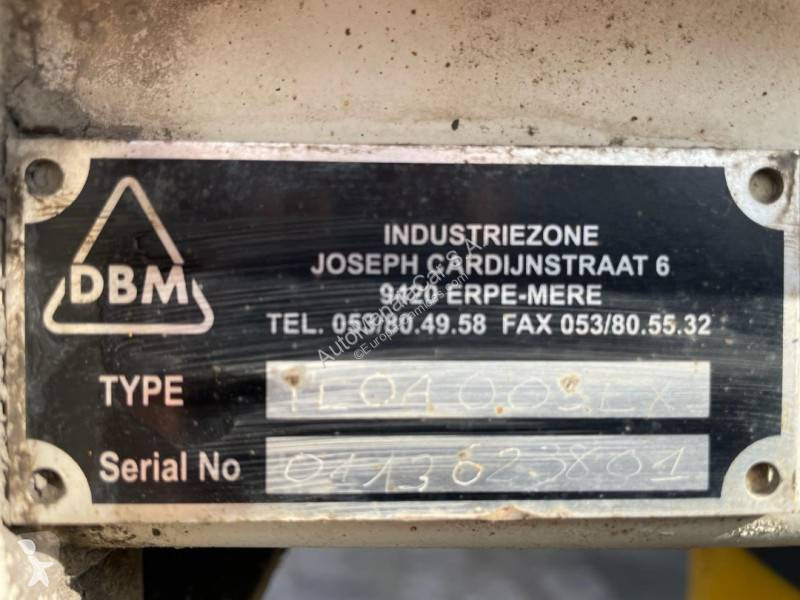 DBM
INDUSTRIEZONE
JOSEPH CARDIJNSTRAAT 6
9420 ERPE-MERE
TEL. 053/80.49.58 FAX 053/80.55.32
TYPE
Serial No 0113623X01